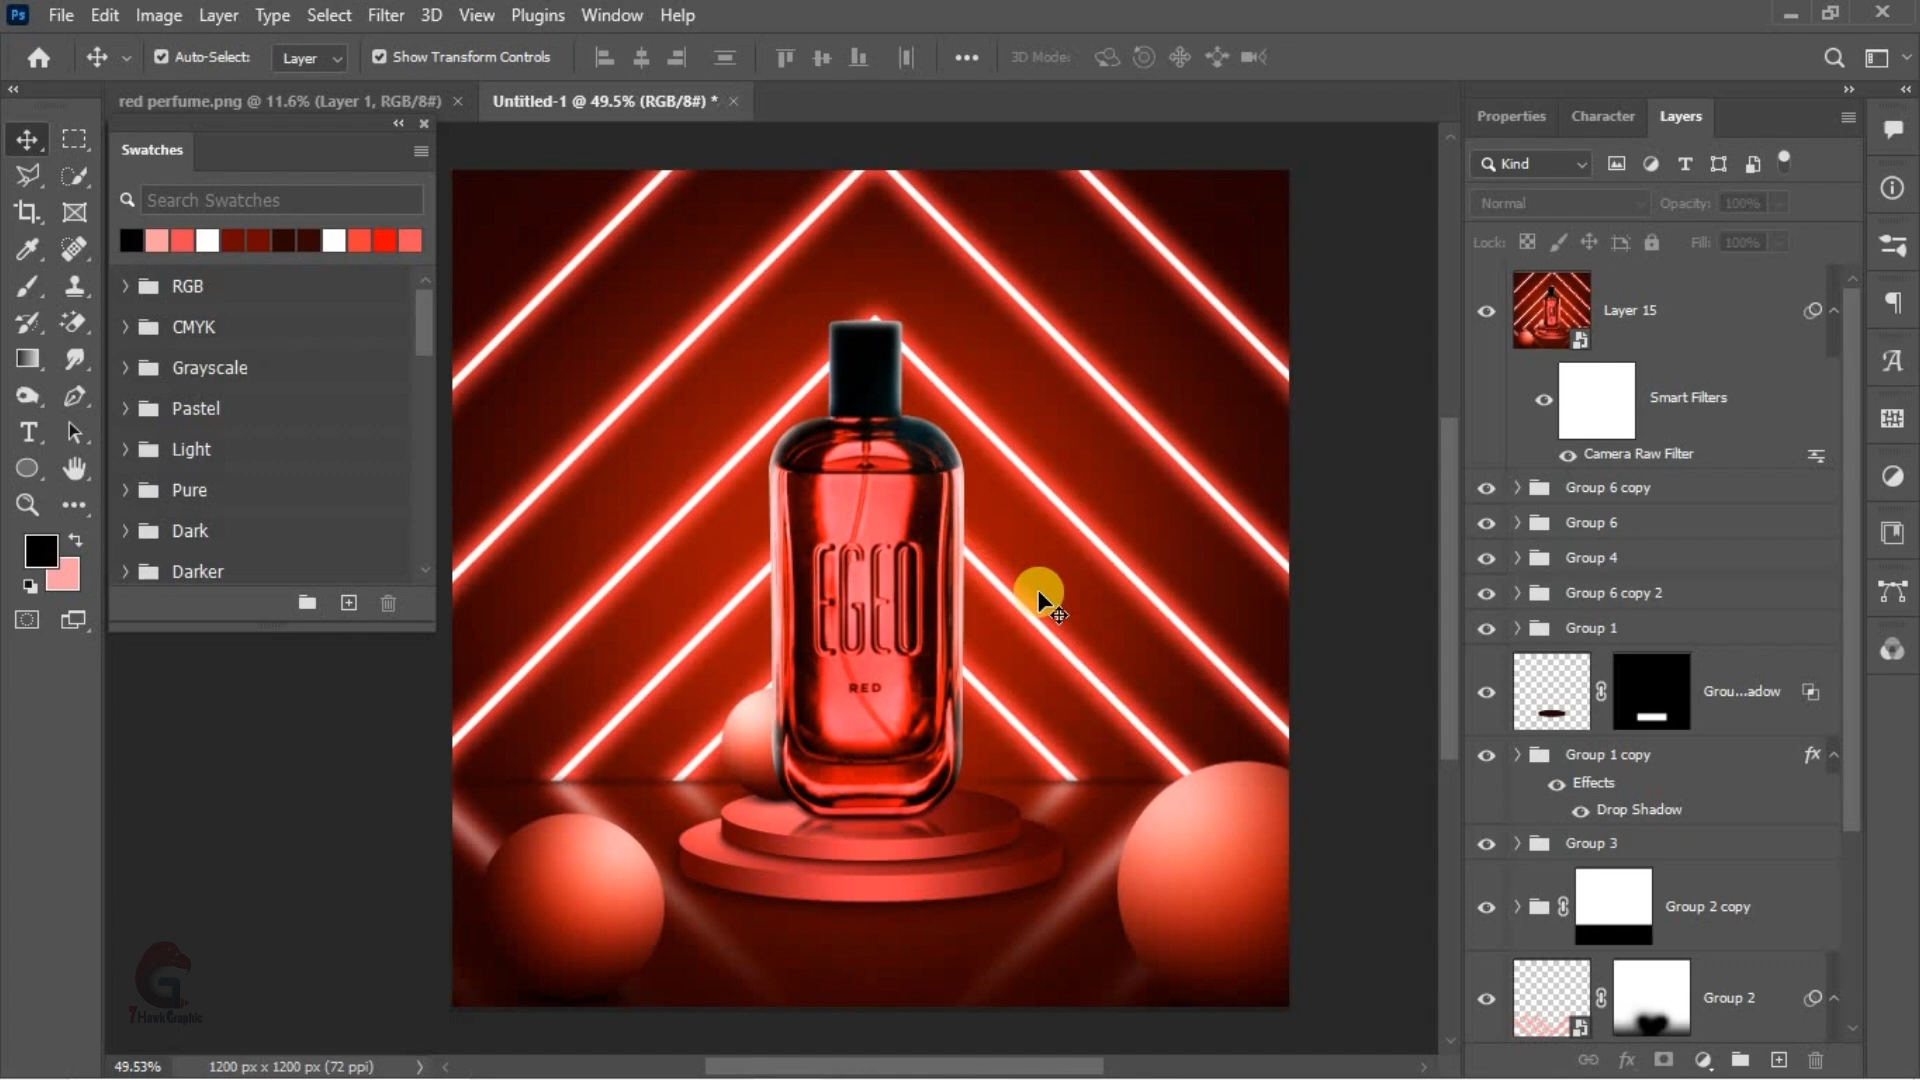 Ps File Edit Image Layer Type Select Filter 3D View Plugins Window Help
Auto-Select: Layer Show Transform Controls 3D Mode:
red perfume.png @ 11.6% (Layer 1, RGB/8#) Untitled-1 @ 49.5% (RGB/8#) *
Swatches
Search Swatches
RGB
CMYK
Grayscale
Pastel
Light
Pure
Dark
Darker
EGEO
RED
G
7HawkGraphic
49.53% 1200 px x 1200 px (72 ppi)
Properties Character Layers
Kind
Normal Opacity: 100%
Lock: Fill: 100%
Layer 15
Smart Filters
Camera Raw Filter
Group 6 copy
Group 6
Group 4
Group 6 copy 2
Group 1
Grou...adow
Group 1 copy fx
Effects
Drop Shadow
Group 3
Group 2 copy
Group 2
fx